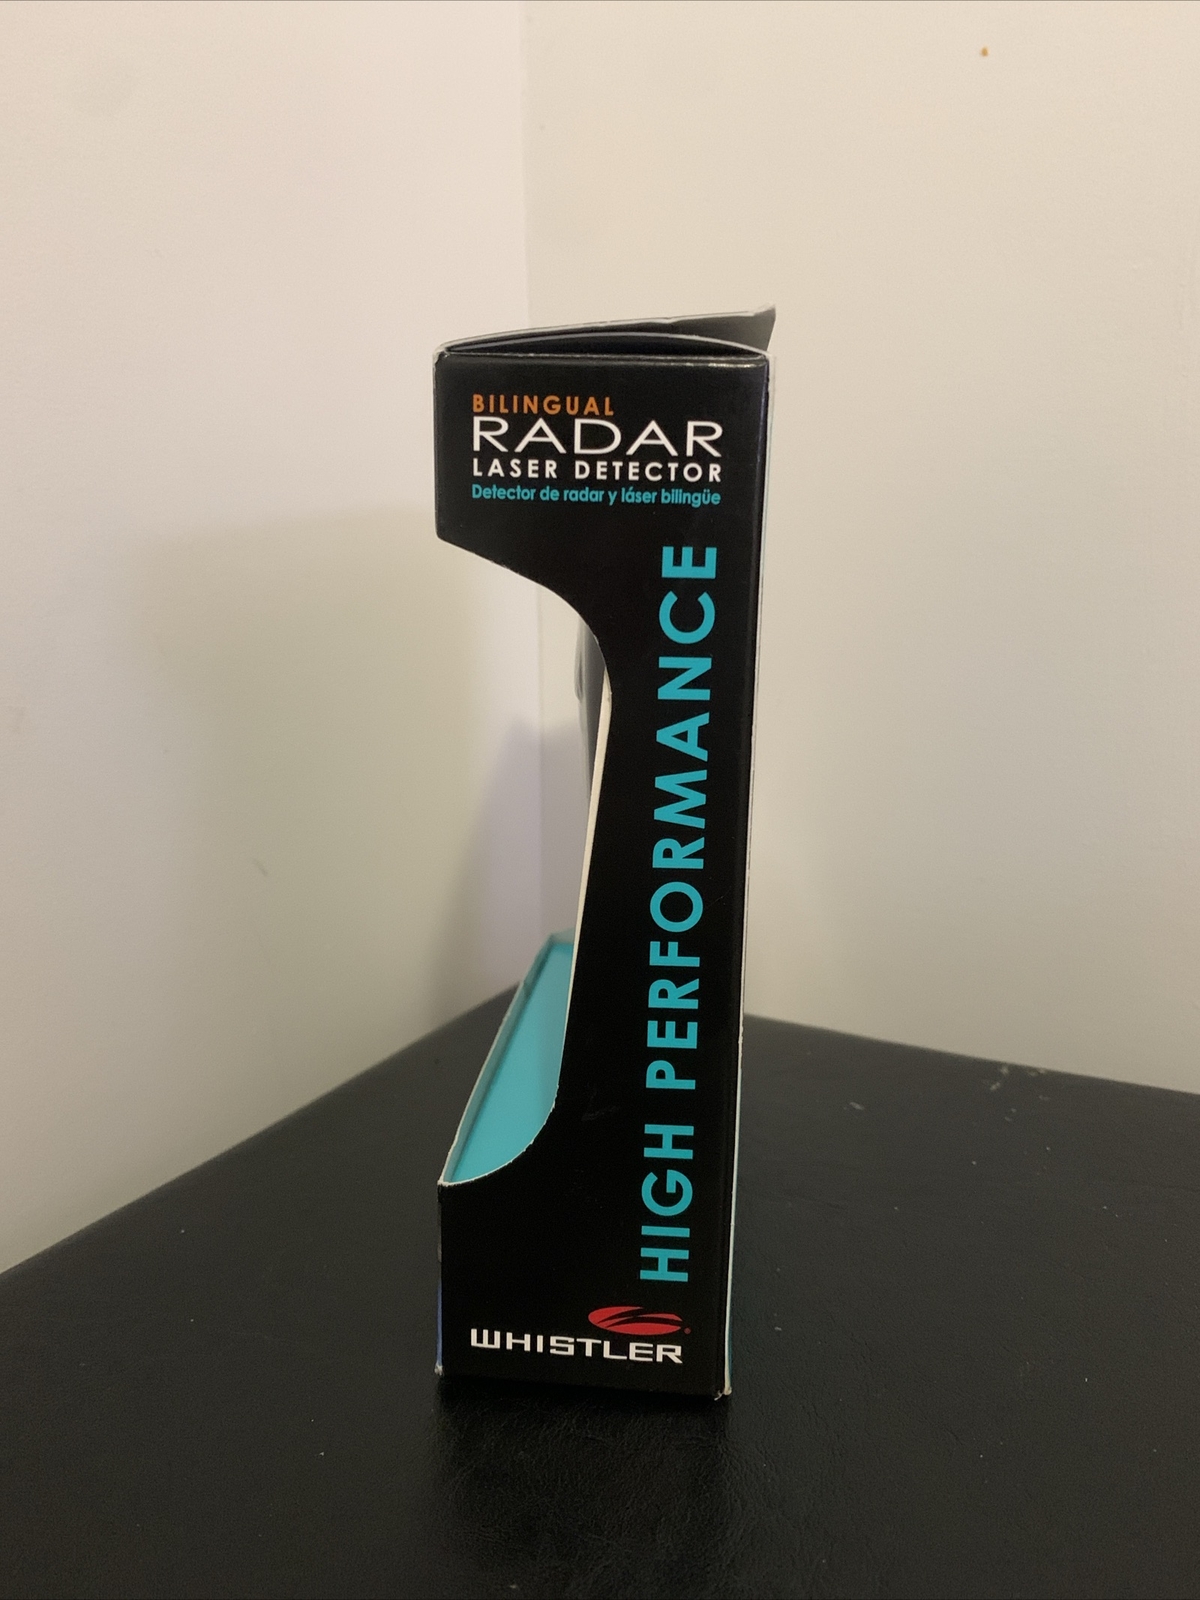 BILINGUAL
RADAR
LASER DETECTOR
Detector de radar y láser bilingüe
HIGH PERFORMANCE
WHISTLER